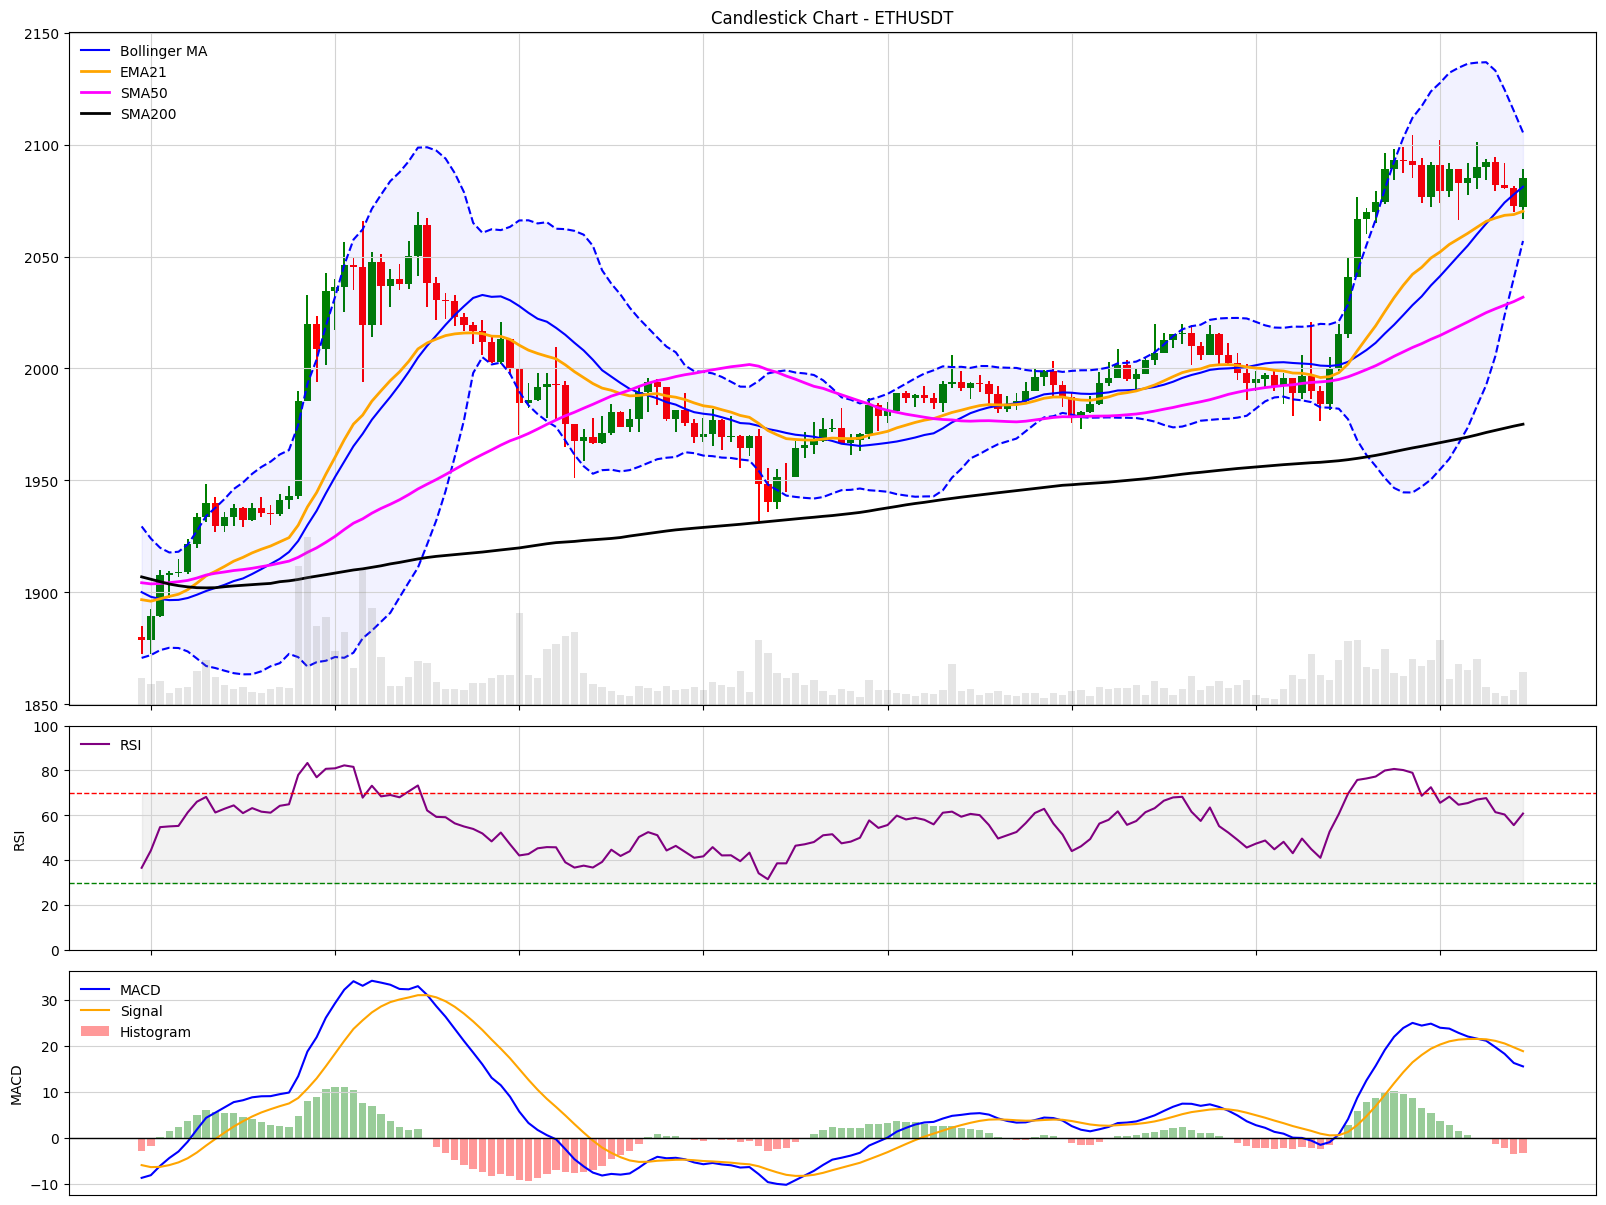 Candlestick Chart - ETHUSDT
2150
Bollinger MA
EMA21
SMA50
SMA200
2100
2050
2000
1950
1900
1850
100
RSI
80
60
RSI
40
20
0
MACD
30
Signal
Histogram
20
MACD
10
0
−10